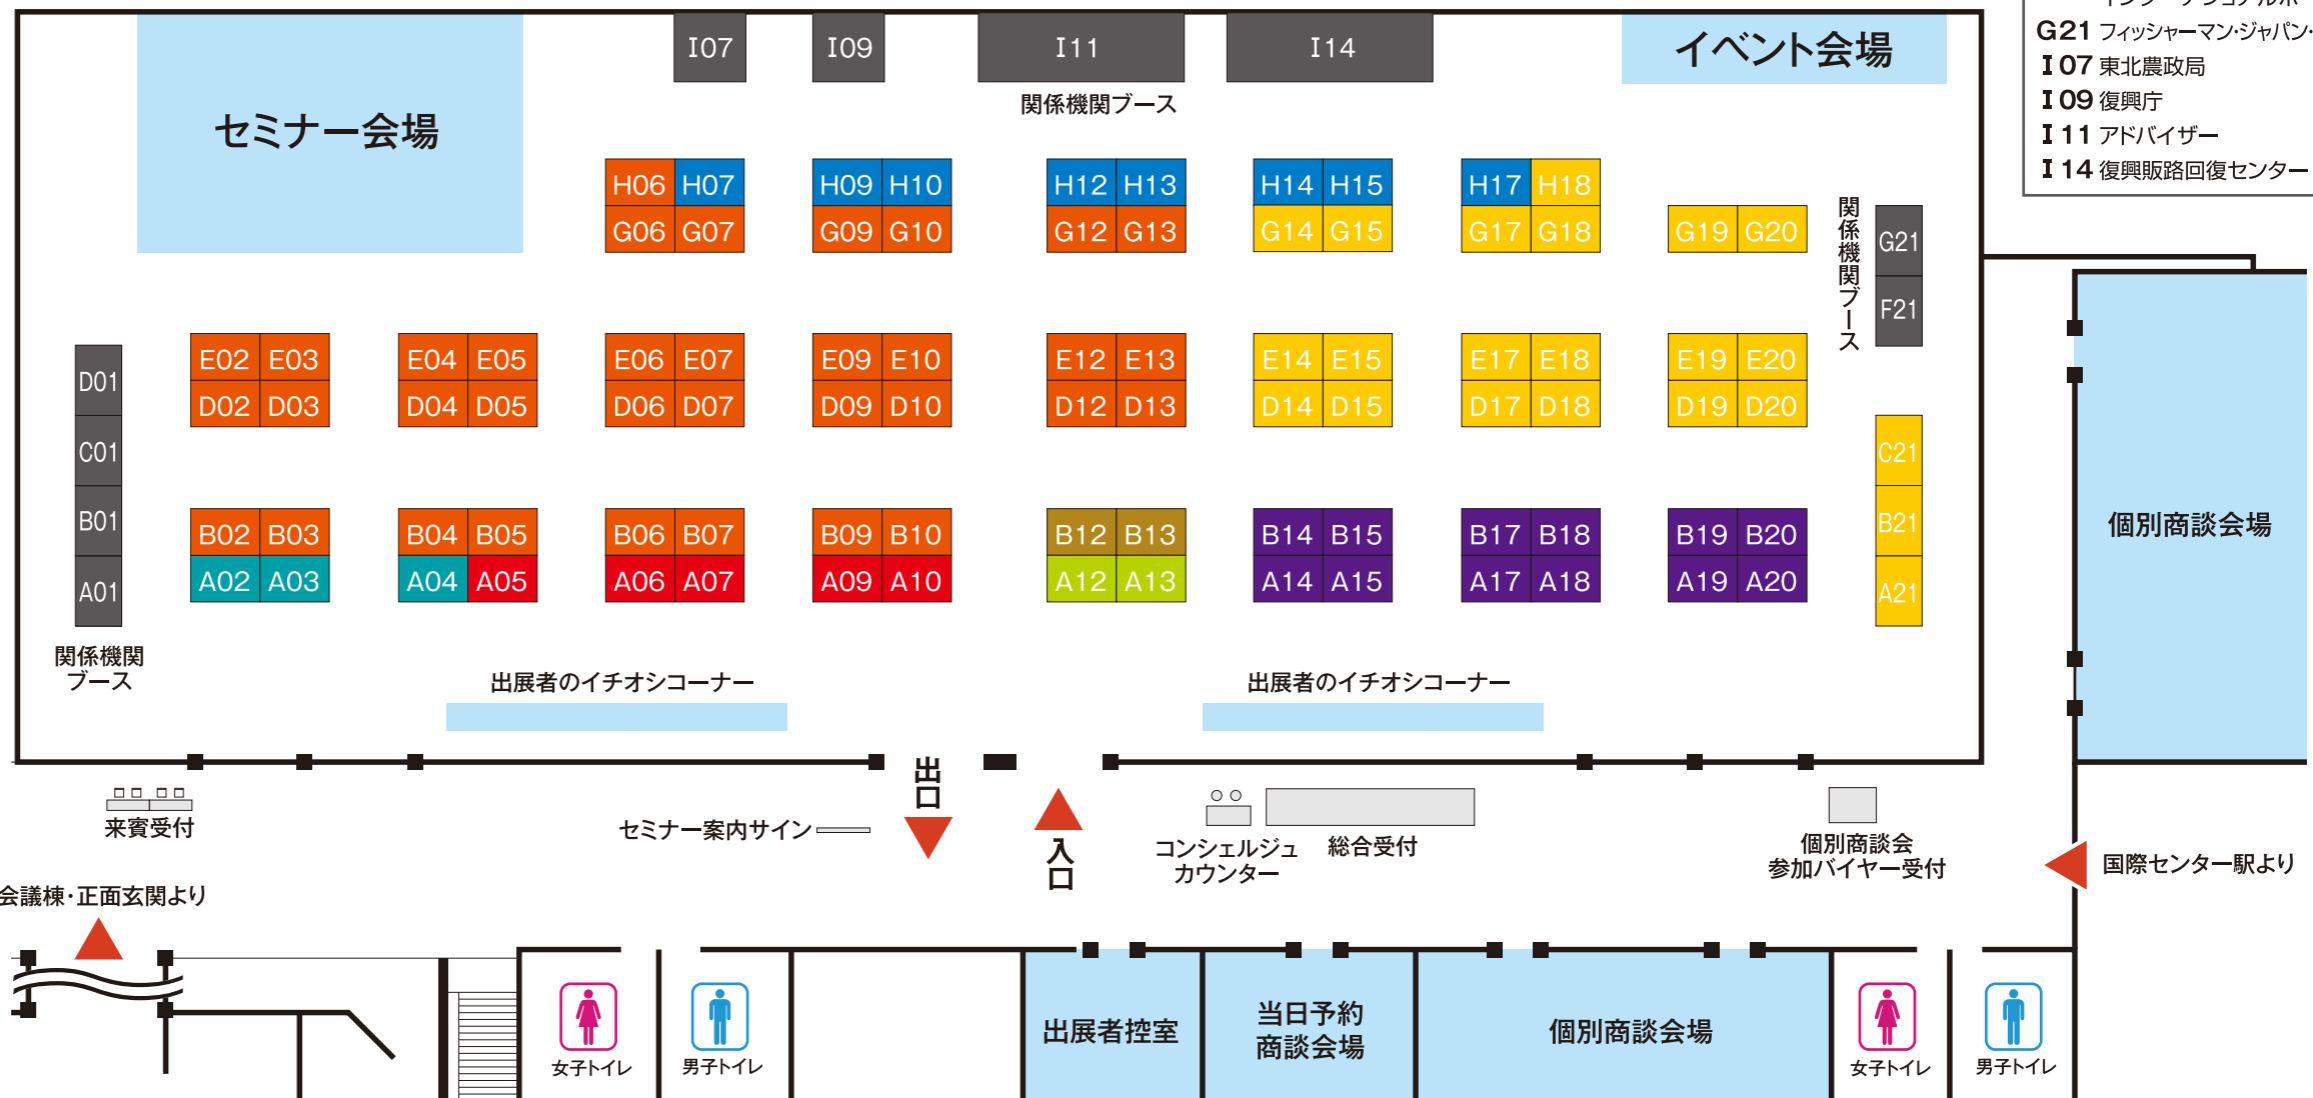 G21 フィッシャーマン・ジャパン・
I 07 東北農政局
I 09 復興庁
I 11 アドバイザー
I 14 復興販路回復センター
I07 I09 I11 I14
イベント会場
関係機関ブース
セミナー会場
H06 H07 H09 H10 H12 H13 H14 H15 H17 H18
G06 G07 G09 G10 G12 G13 G14 G15 G17 G18 G19 G20
関係機関ブース
G21
F21
E02 E03 E04 E05 E06 E07 E09 E10 E12 E13 E14 E15 E17 E18 E19 E20
D02 D03 D04 D05 D06 D07 D09 D10 D12 D13 D14 D15 D17 D18 D19 D20
D01
C01
B01
A01
関係機関
ブース
B02 B03 B04 B05 B06 B07 B09 B10 B12 B13 B14 B15 B17 B18 B19 B20
A02 A03 A04 A05 A06 A07 A09 A10 A12 A13 A14 A15 A17 A18 A19 A20
C21
B21
A21
個別商談会場
出展者のイチオシコーナー
出展者のイチオシコーナー
来賓受付
セミナー案内サイン
出口
入口
コンシェルジュ
カウンター
総合受付
個別商談会
参加バイヤー受付
国際センター駅より
会議棟・正面玄関より
女子トイレ
男子トイレ
出展者控室
当日予約
商談会場
個別商談会場
女子トイレ
男子トイレ